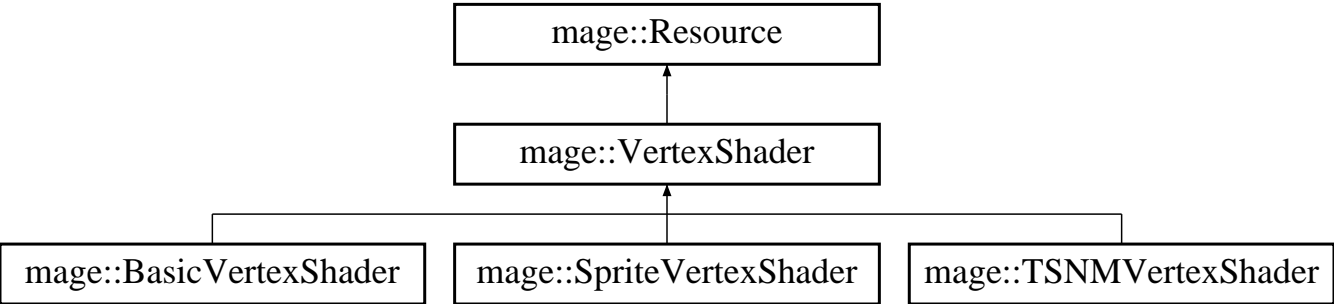 mage::Resource
mage::VertexShader
mage::BasicVertexShader
mage::SpriteVertexShader
mage::TSNMVertexShader